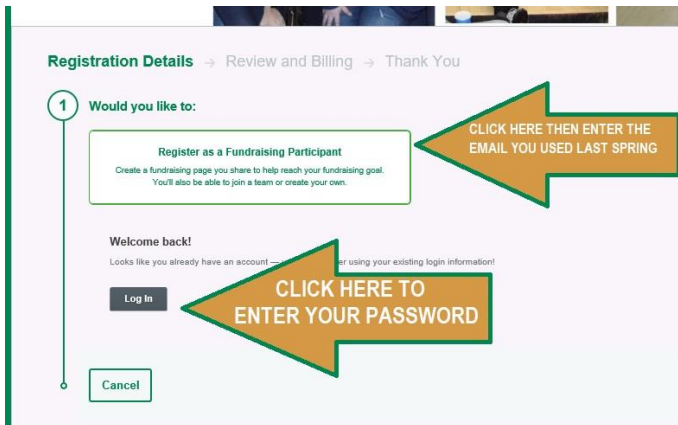 Registration Details → Review and Billing → Thank You
1 Would you like to:
Register as a Fundraising Participant
Create a fundraising page you share to help reach your fundraising goal.
You'll also be able to join a team or create your own.
CLICK HERE THEN ENTER THE
EMAIL YOU USED LAST SPRING
Welcome back!
Looks like you already have an account — using your existing login information!
Log In
CLICK HERE TO
ENTER YOUR PASSWORD
Cancel